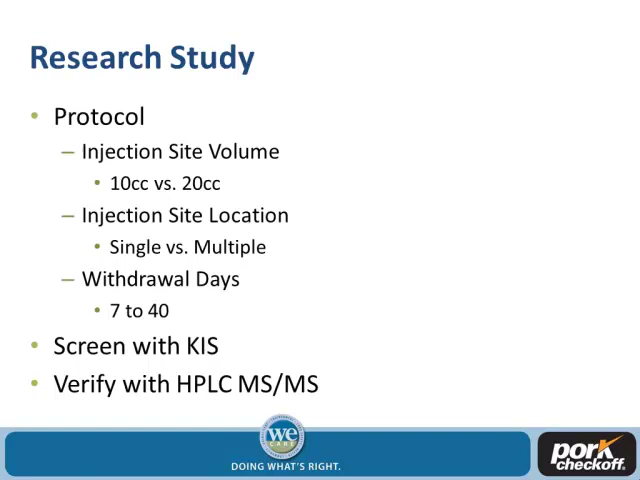 Research Study
• Protocol
– Injection Site Volume
• 10cc vs. 20cc
– Injection Site Location
• Single vs. Multiple
– Withdrawal Days
• 7 to 40
• Screen with KIS
• Verify with HPLC MS/MS
we
CARE
DOING WHAT'S RIGHT.
pork
checkoff.